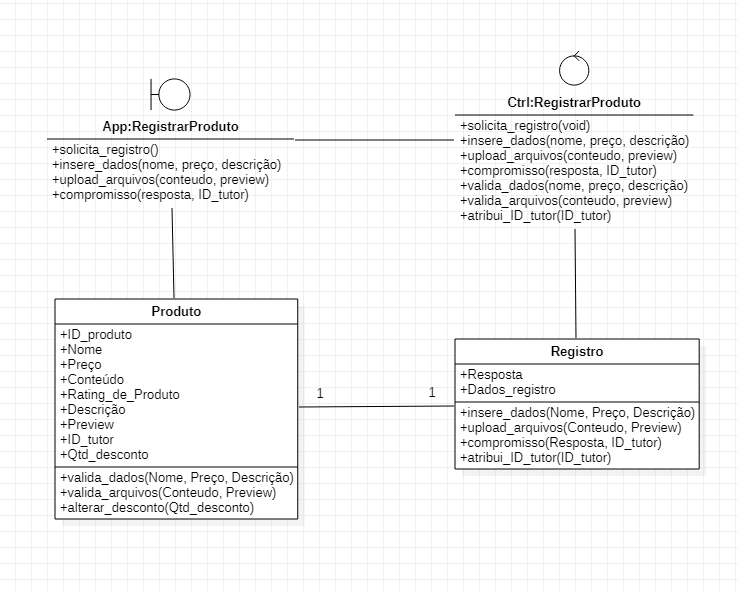 App:RegistrarProduto
+solicita_registro()
+insere_dados(nome, preço, descrição)
+upload_arquivos(conteudo, preview)
+compromisso(resposta, ID_tutor)
Ctrl:RegistrarProduto
+solicita_registro(void)
+insere_dados(nome, preço, descrição)
+upload_arquivos(conteudo, preview)
+compromisso(resposta, ID_tutor)
+valida_dados(nome, preço, descrição)
+valida_arquivos(conteudo, preview)
+atribui_ID_tutor(ID_tutor)
Produto
+ID_produto
+Nome
+Preço
+Conteúdo
+Rating_de_Produto
+Descrição
+Preview
+ID_tutor
+Qtd_desconto
+valida_dados(Nome, Preço, Descrição)
+valida_arquivos(Conteudo, Preview)
+alterar_desconto(Qtd_desconto)
1
1
Registro
+Resposta
+Dados_registro
+insere_dados(Nome, Preço, Descrição)
+upload_arquivos(Conteudo, Preview)
+compromisso(Resposta, ID_tutor)
+atribui_ID_tutor(ID_tutor)